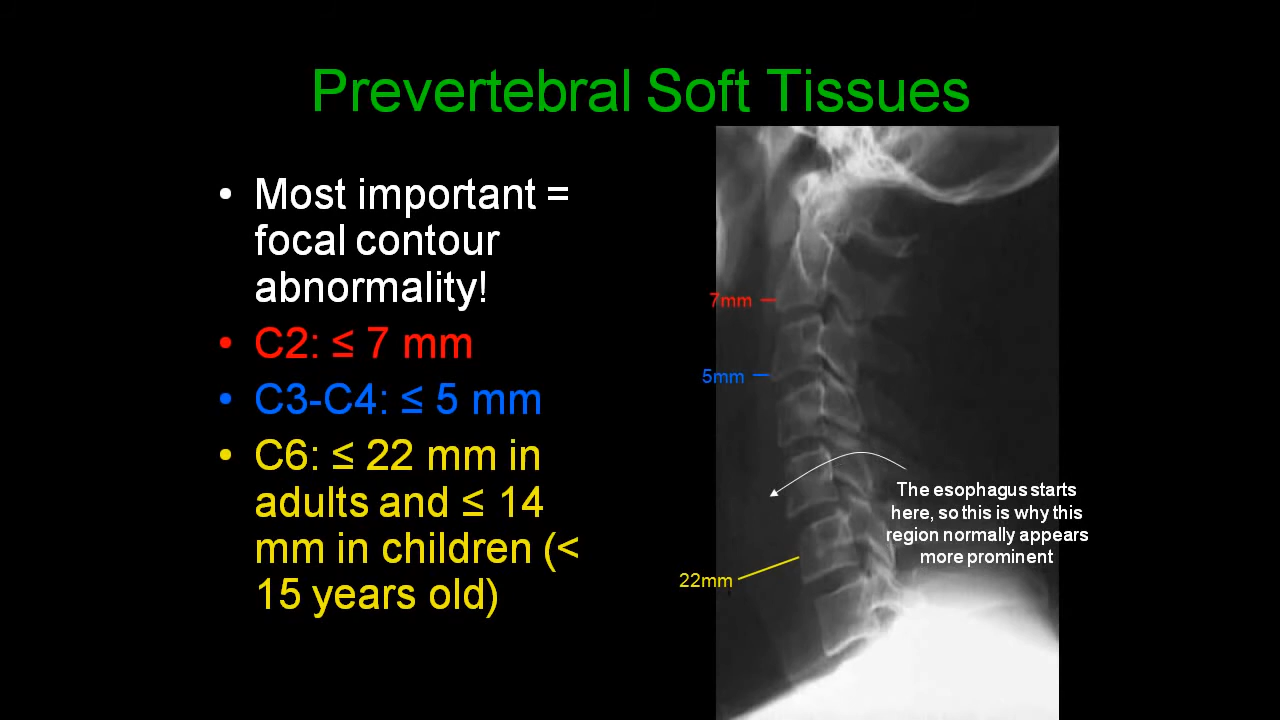 Prevertebral Soft Tissues
• Most important =
focal contour
abnormality!
• C2: ≤ 7 mm
• C3-C4: ≤ 5 mm
• C6: ≤ 22 mm in
adults and ≤ 14
mm in children (<
15 years old)
7mm
5mm
The esophagus starts
here, so this is why this
region normally appears
more prominent
22mm